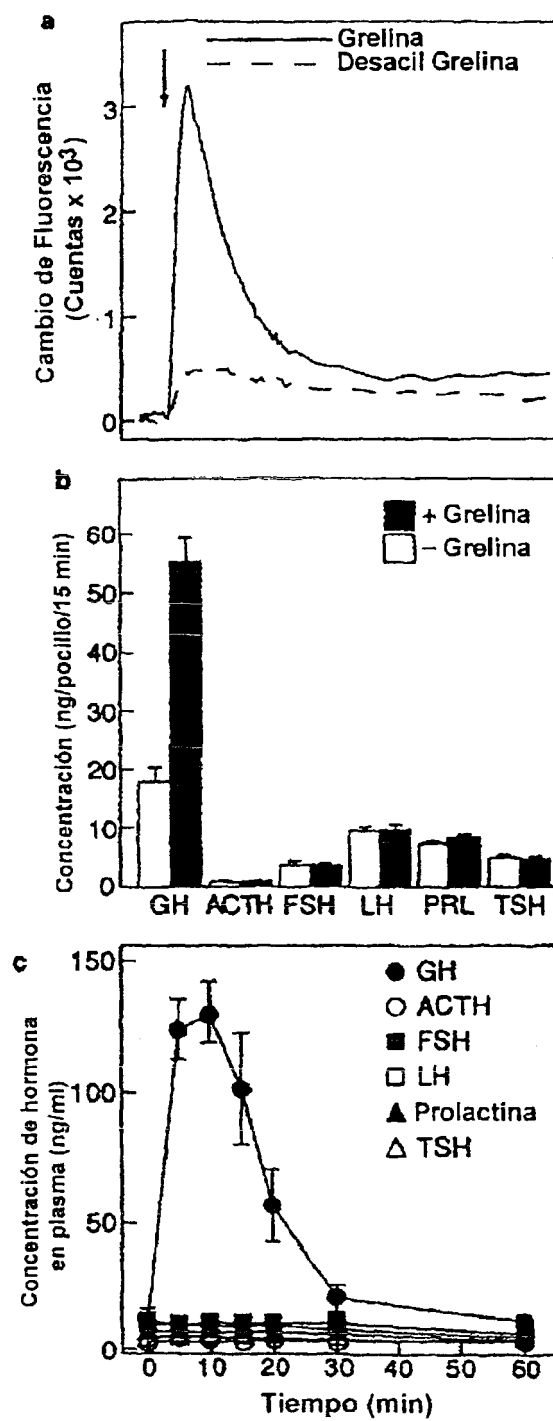 a
Grelina
Desacil Grelina
Cambio de Fluorescencia
(Cuentas x 10³)
3
2
1
0
b
+ Grelina
– Grelina
Concentración (ng/pocillo/15 min)
60
50
40
30
20
10
0
GH ACTH FSH LH PRL TSH
c
GH
ACTH
FSH
LH
Prolactina
TSH
Concentración de hormona
en plasma (ng/ml)
150
100
50
0
0 10 20 30 40 50 60
Tiempo (min)